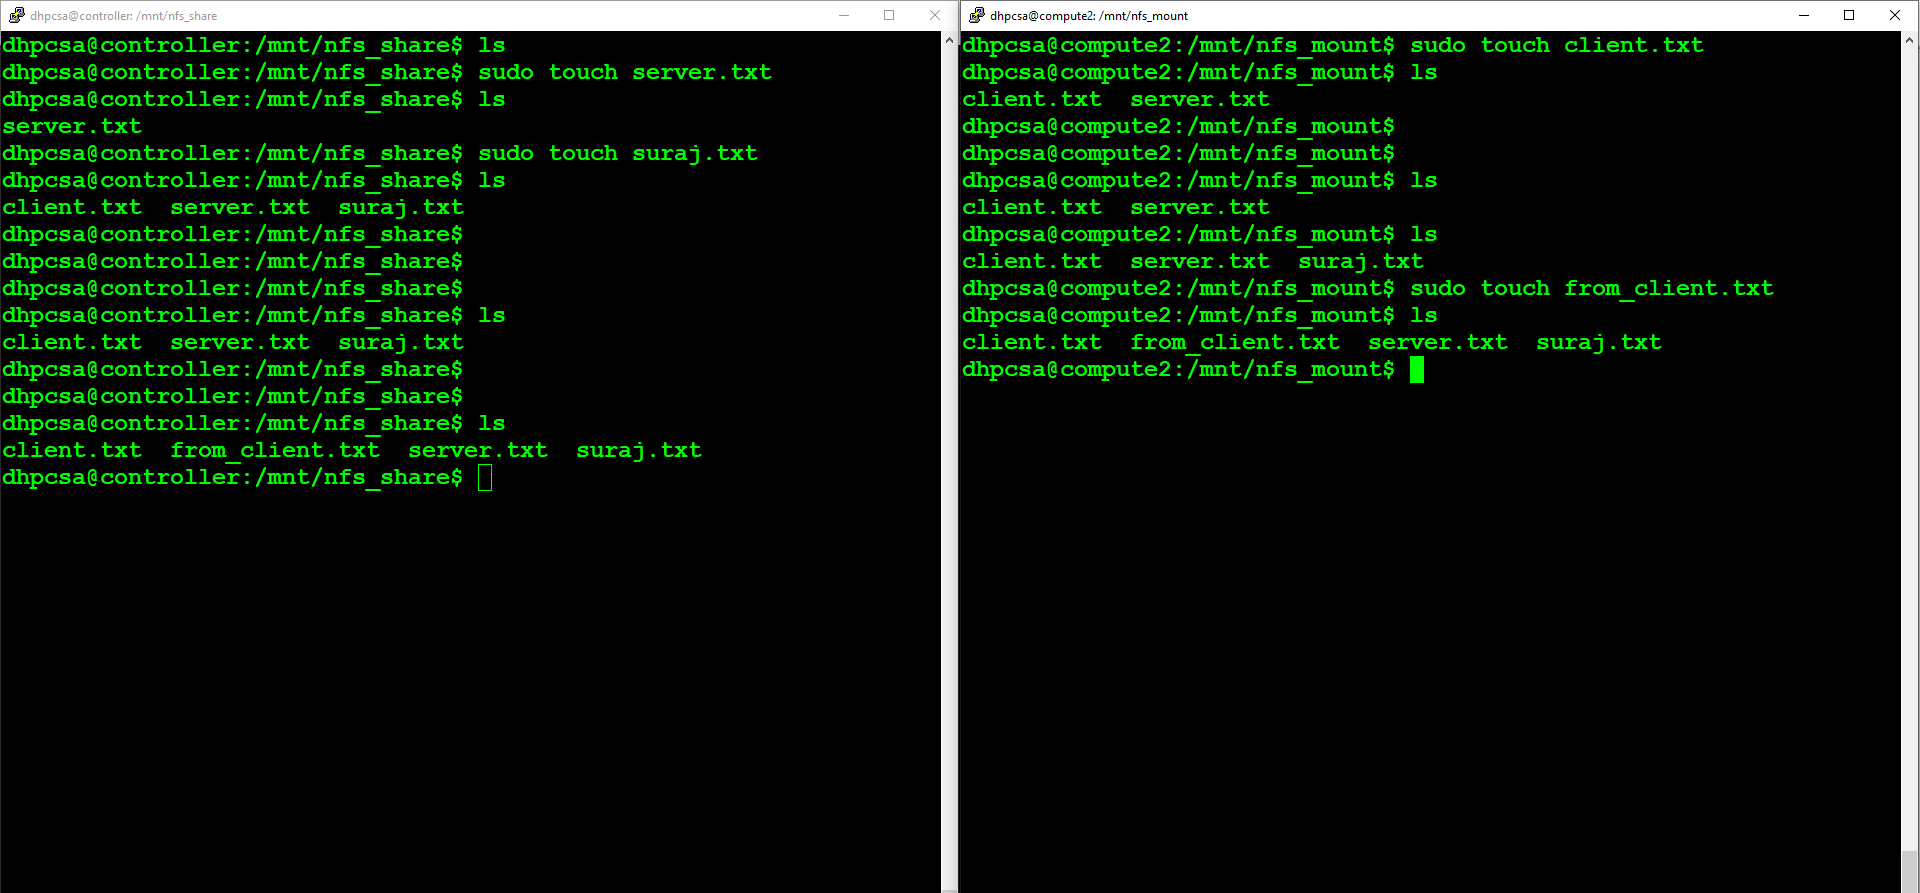 dhpcsa@controller: /mnt/nfs_share
dhpcsa@controller:/mnt/nfs_share$ ls
dhpcsa@controller:/mnt/nfs_share$ sudo touch server.txt
dhpcsa@controller:/mnt/nfs_share$ ls
server.txt
dhpcsa@controller:/mnt/nfs_share$ sudo touch suraj.txt
dhpcsa@controller:/mnt/nfs_share$ ls
client.txt  server.txt  suraj.txt
dhpcsa@controller:/mnt/nfs_share$
dhpcsa@controller:/mnt/nfs_share$
dhpcsa@controller:/mnt/nfs_share$
dhpcsa@controller:/mnt/nfs_share$ ls
client.txt  server.txt  suraj.txt
dhpcsa@controller:/mnt/nfs_share$
dhpcsa@controller:/mnt/nfs_share$
dhpcsa@controller:/mnt/nfs_share$ ls
client.txt  from_client.txt  server.txt  suraj.txt
dhpcsa@controller:/mnt/nfs_share$
dhpcsa@compute2: /mnt/nfs_mount
dhpcsa@compute2:/mnt/nfs_mount$ sudo touch client.txt
dhpcsa@compute2:/mnt/nfs_mount$ ls
client.txt  server.txt
dhpcsa@compute2:/mnt/nfs_mount$
dhpcsa@compute2:/mnt/nfs_mount$
dhpcsa@compute2:/mnt/nfs_mount$ ls
client.txt  server.txt
dhpcsa@compute2:/mnt/nfs_mount$ ls
client.txt  server.txt  suraj.txt
dhpcsa@compute2:/mnt/nfs_mount$ sudo touch from_client.txt
dhpcsa@compute2:/mnt/nfs_mount$ ls
client.txt  from_client.txt  server.txt  suraj.txt
dhpcsa@compute2:/mnt/nfs_mount$